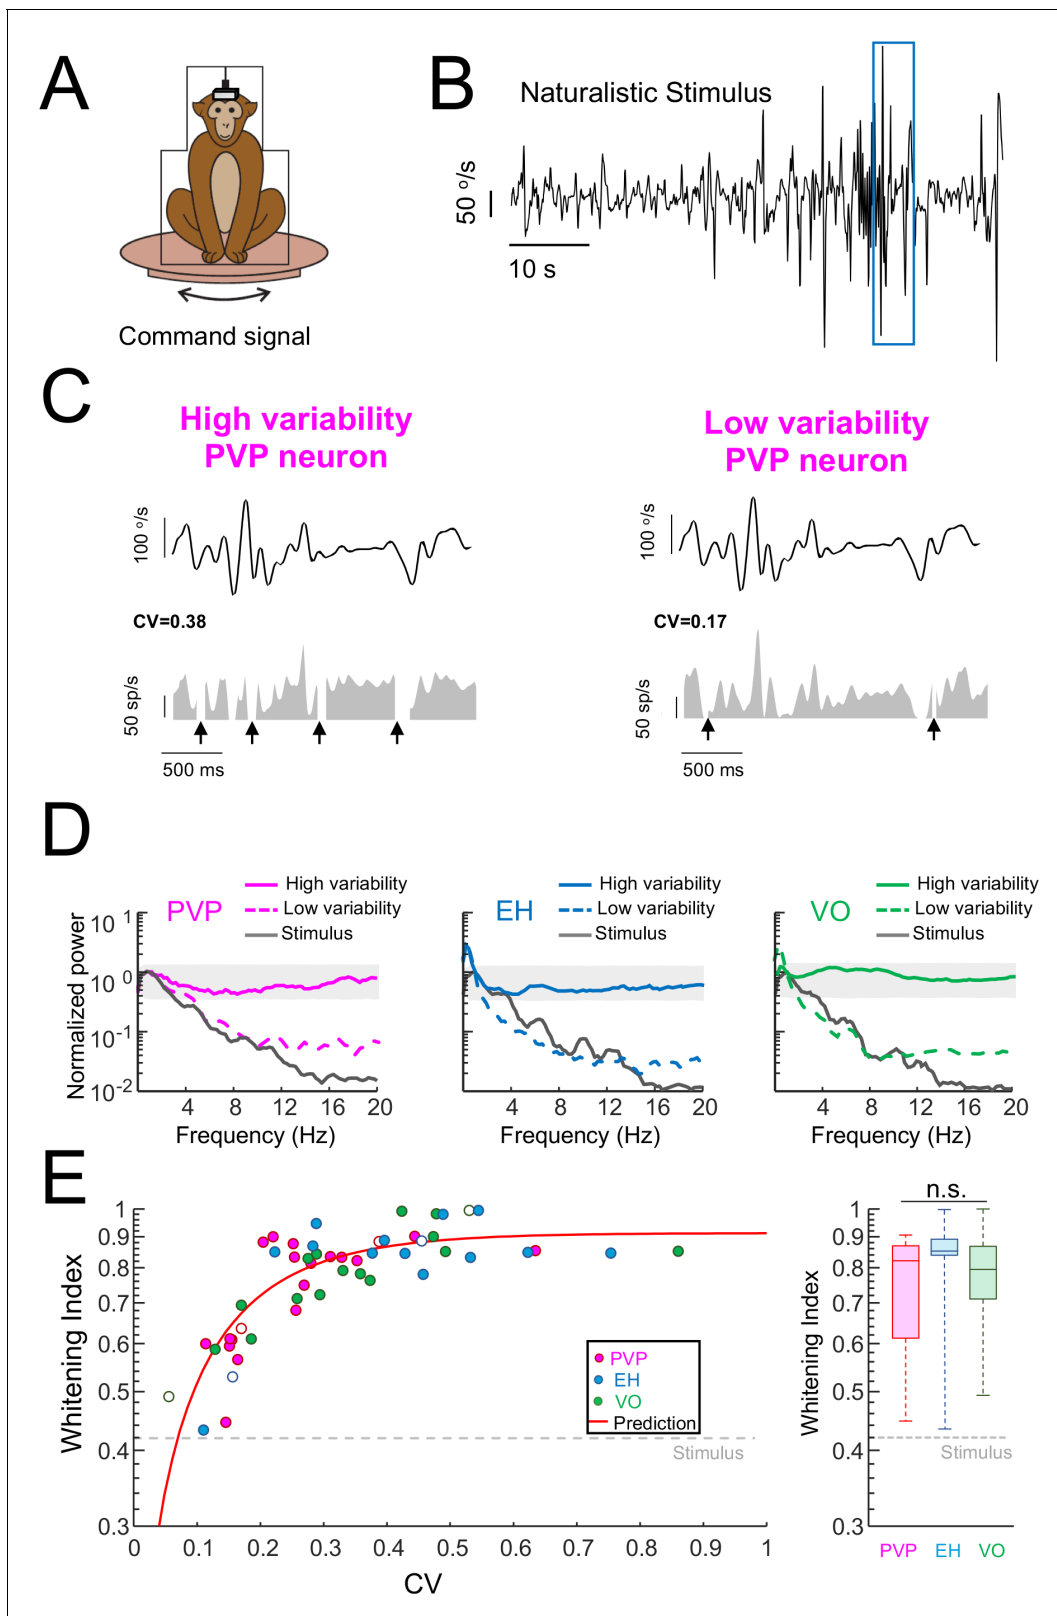 A
Command signal
B
Naturalistic Stimulus
50 °/s
10 s
C
High variability
PVP neuron
100 °/s
CV=0.38
50 sp/s
500 ms
Low variability
PVP neuron
100 °/s
CV=0.17
50 sp/s
500 ms
D
PVP
High variability
Low variability
Stimulus
Normalized power
10 1
10 0
10 -1
10 -2
4 8 12 16 20
Frequency (Hz)
EH
High variability
Low variability
Stimulus
4 8 12 16 20
Frequency (Hz)
VO
High variability
Low variability
Stimulus
4 8 12 16 20
Frequency (Hz)
E
Whitening Index
1
0.9
0.8
0.7
0.6
0.5
0.4
0.3
PVP
EH
VO
Prediction
Stimulus
0 0.1 0.2 0.3 0.4 0.5 0.6 0.7 0.8 0.9 1
CV
n.s.
Whitening Index
1
0.9
0.8
0.7
0.6
0.5
0.4
0.3
Stimulus
PVP EH VO